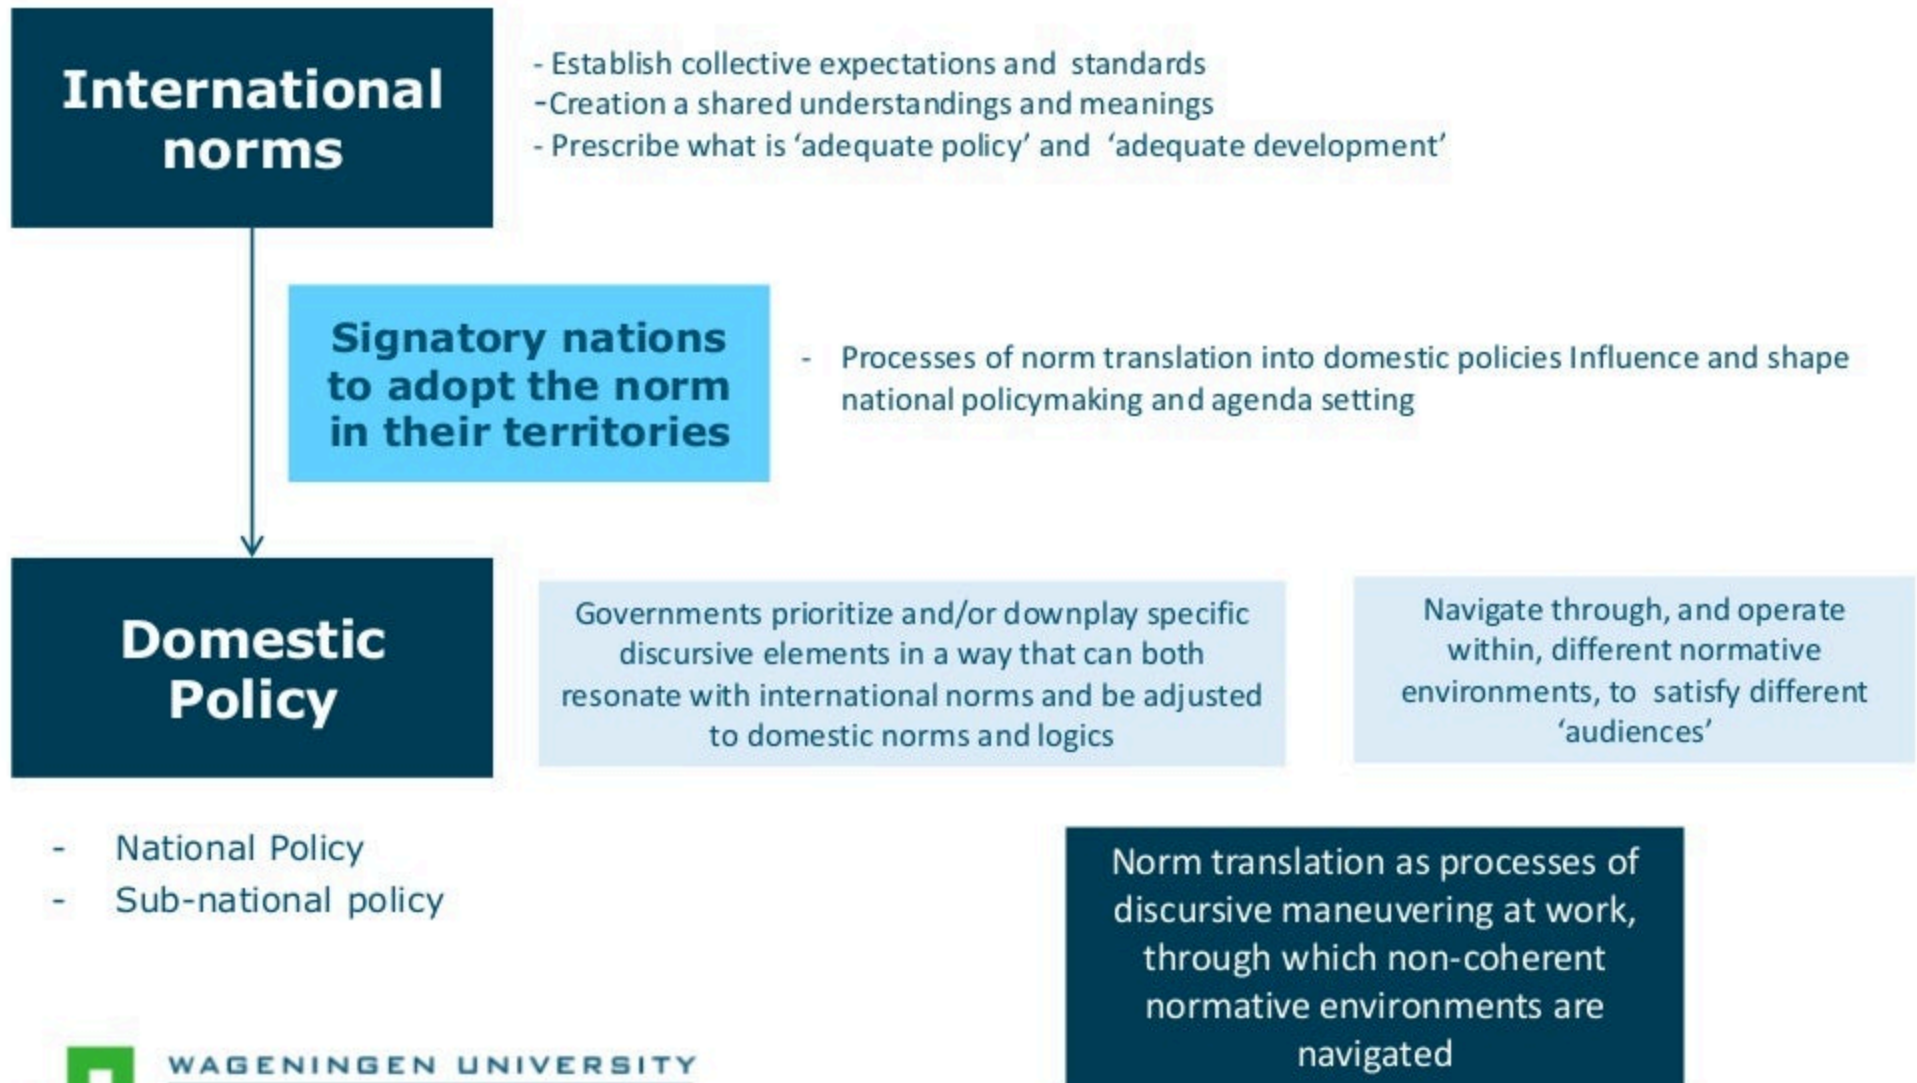 International
norms
- Establish collective expectations and standards
-Creation a shared understandings and meanings
- Prescribe what is ‘adequate policy’ and ‘adequate development’
Signatory nations
to adopt the norm
in their territories
- Processes of norm translation into domestic policies Influence and shape
national policymaking and agenda setting
Domestic
Policy
Governments prioritize and/or downplay specific
discursive elements in a way that can both
resonate with international norms and be adjusted
to domestic norms and logics
Navigate through, and operate
within, different normative
environments, to satisfy different
‘audiences’
- National Policy
- Sub-national policy
Norm translation as processes of
discursive maneuvering at work,
through which non-coherent
normative environments are
navigated
WAGENINGEN UNIVERSITY